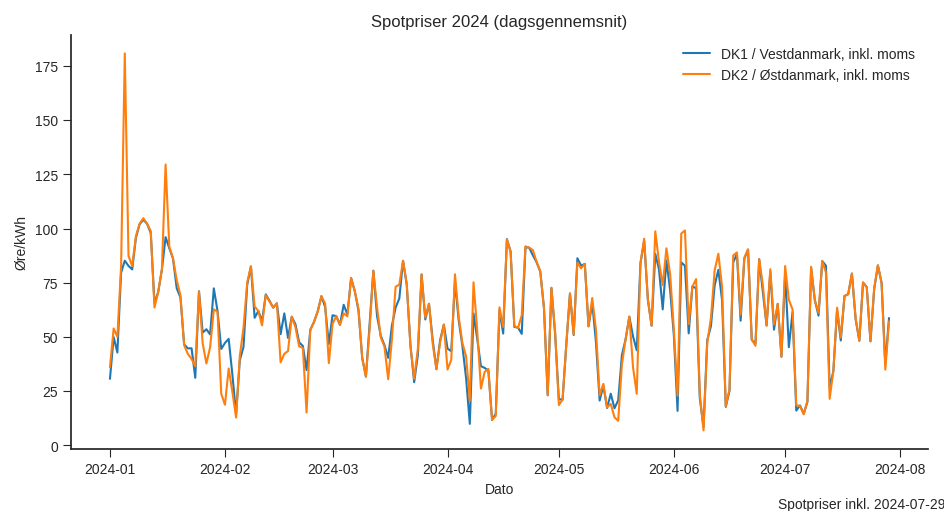 Spotpriser 2024 (dagsgennemsnit)
DK1 / Vestdanmark, inkl. moms
DK2 / Østdanmark, inkl. moms
Øre/kWh
175
150
125
100
75
50
25
0
2024-01 2024-02 2024-03 2024-04 2024-05 2024-06 2024-07 2024-08
Dato
Spotpriser inkl. 2024-07-29